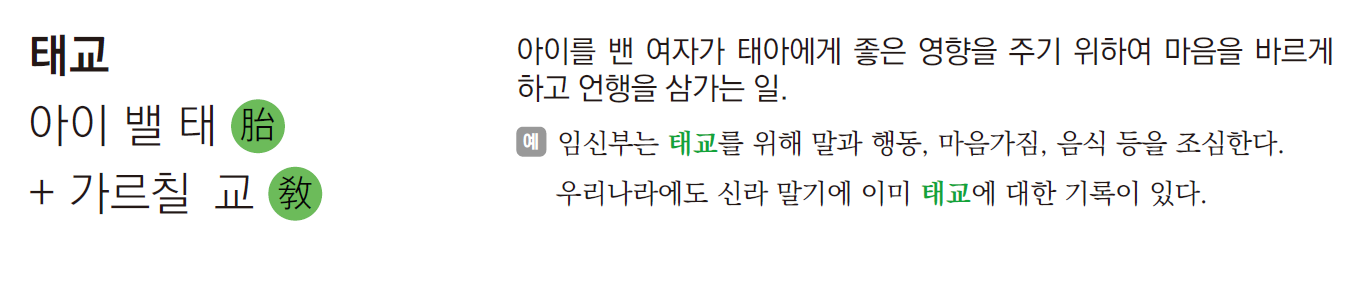 태교
아이 밸 태 胎
+ 가르칠 교 敎
아이를 밴 여자가 태아에게 좋은 영향을 주기 위하여 마음을 바르게
하고 언행을 삼가는 일.
예 임신부는 태교를 위해 말과 행동, 마음가짐, 음식 등을 조심한다.
우리나라에도 신라 말기에 이미 태교에 대한 기록이 있다.